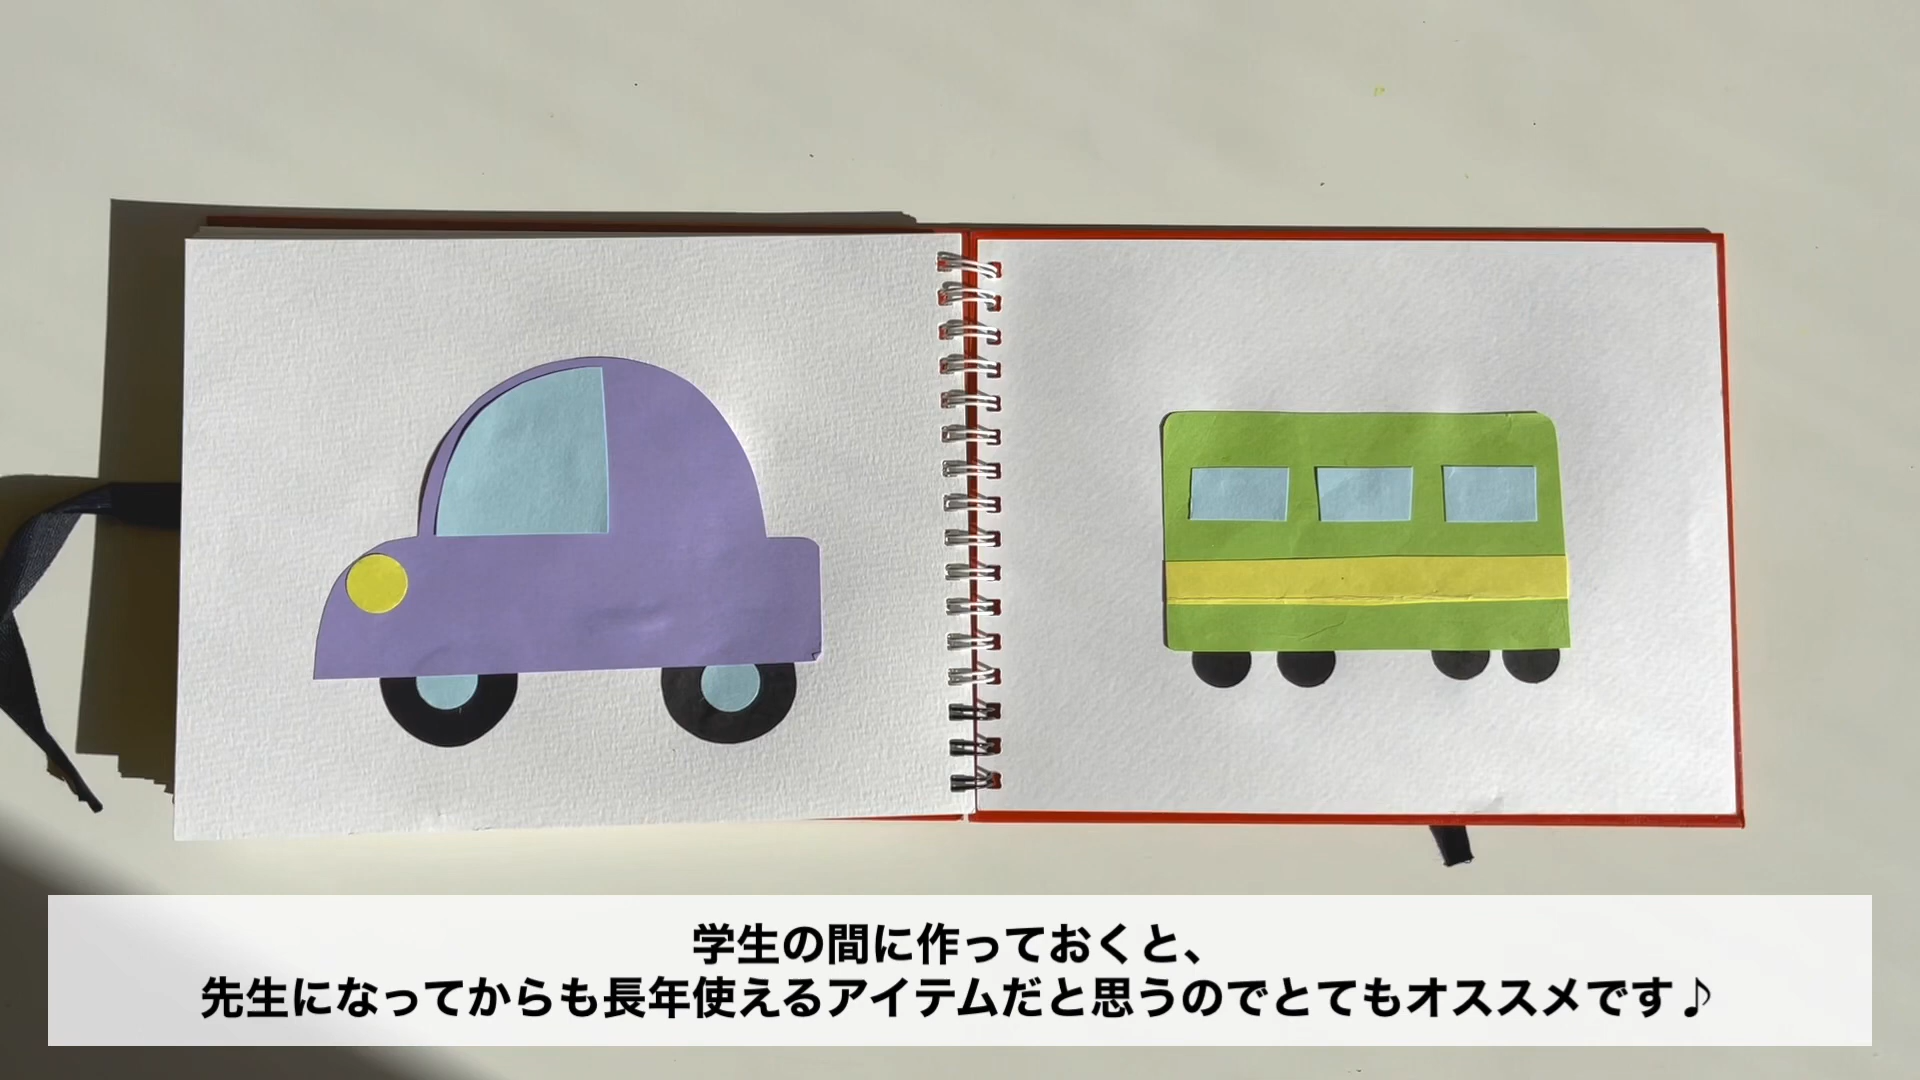 学生の間に作っておくと、
先生になってからも長年使えるアイテムだと思うのでとてもオススメです♪